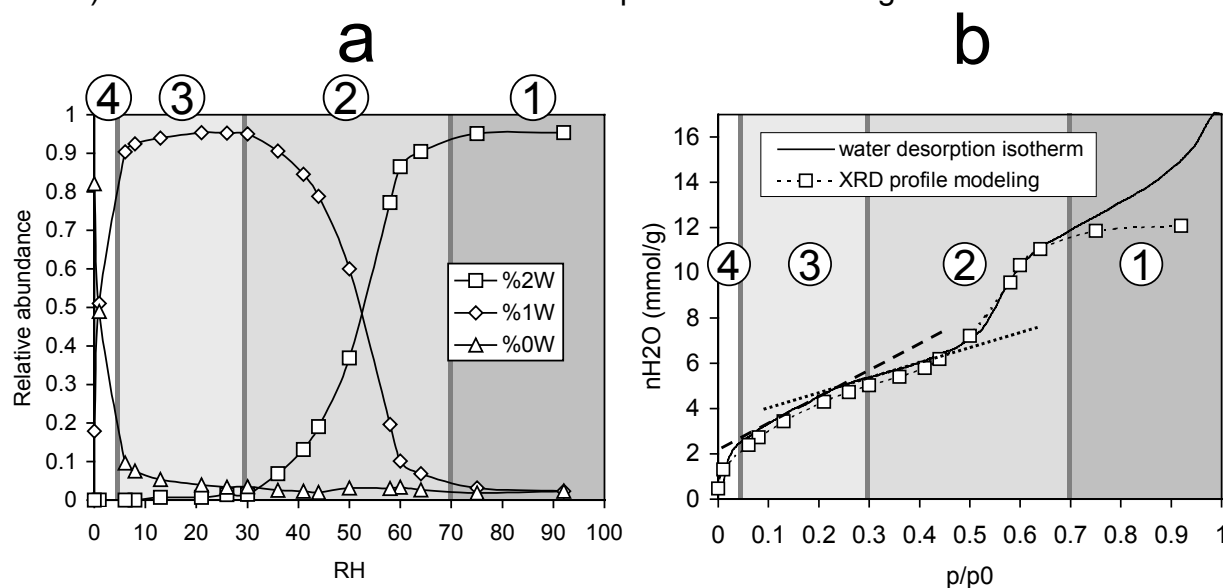 a
b
4 3 2 1
1
0.9
0.8
0.7
0.6
0.5
0.4
0.3
0.2
0.1
0
Relative abundance
%2W
%1W
%0W
0 10 20 30 40 50 60 70 80 90 100
RH
16
14
12
10
8
6
4
2
0
nH2O (mmol/g)
water desorption isotherm
XRD profile modeling
4 3 2 1
0 0.1 0.2 0.3 0.4 0.5 0.6 0.7 0.8 0.9 1
p/p0